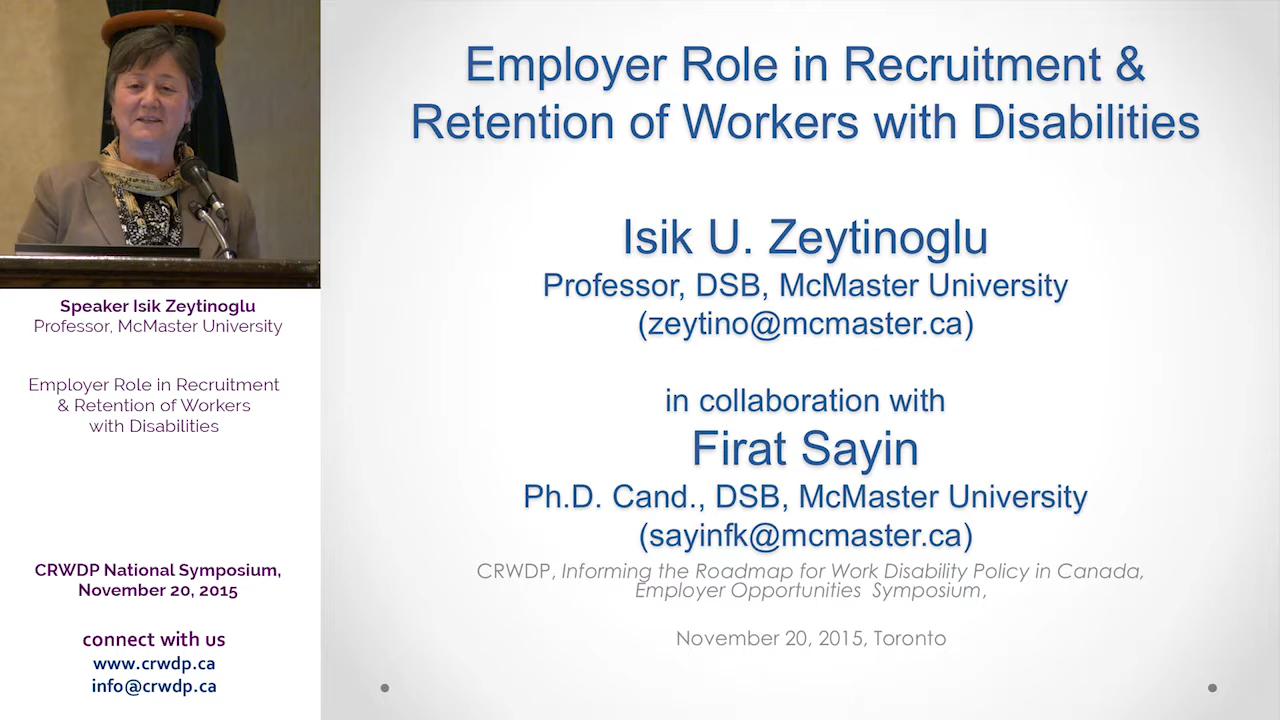 Employer Role in Recruitment &
Retention of Workers with Disabilities
Isik U. Zeytinoglu
Professor, DSB, McMaster University
(zeytino@mcmaster.ca)
in collaboration with
Firat Sayin
Ph.D. Cand., DSB, McMaster University
(sayinfk@mcmaster.ca)
CRWDP, Informing the Roadmap for Work Disability Policy in Canada,
Employer Opportunities Symposium,
November 20, 2015, Toronto
Speaker Isik Zeytinoglu
Professor, McMaster University
Employer Role in Recruitment
& Retention of Workers
with Disabilities
CRWDP National Symposium,
November 20, 2015
connect with us
www.crwdp.ca
info@crwdp.ca